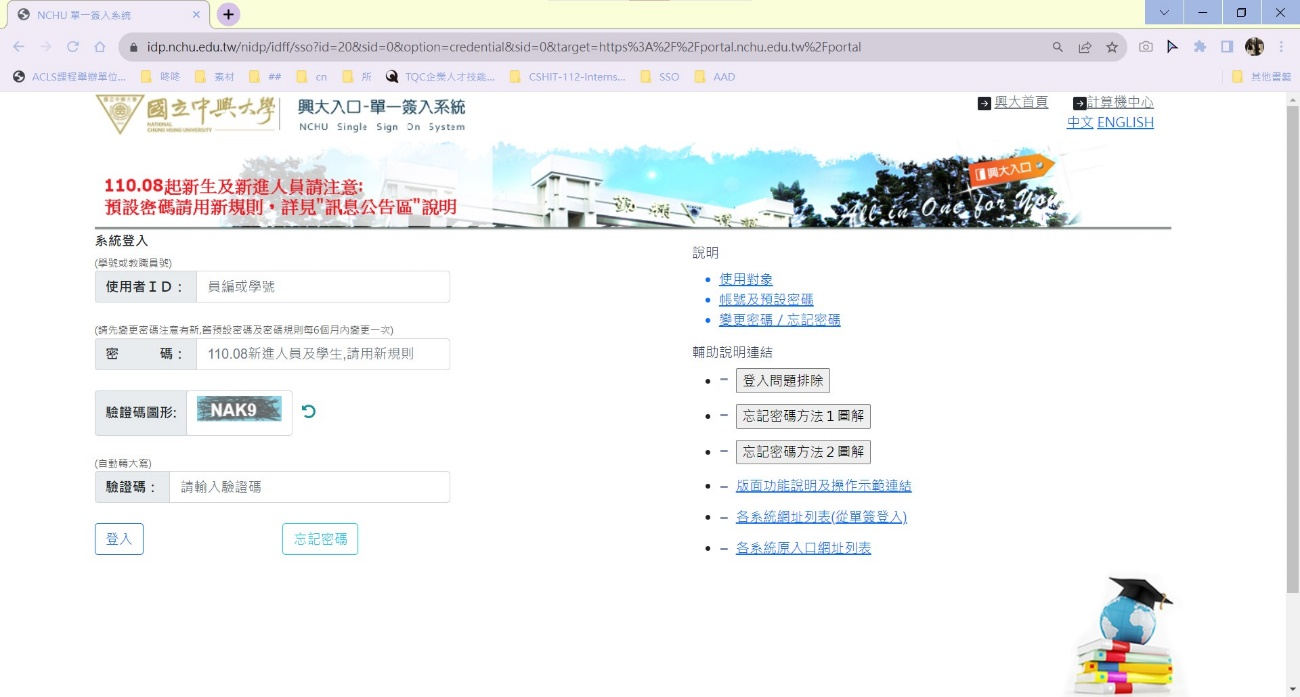 NCHU 單一簽入系統
idp.nchu.edu.tw/nidp/idff/sso?id=20&sid=0&option=credential&sid=0&target=https%3A%2F%2Fportal.nchu.edu.tw%2Fportal
ACLS課程舉辦單位...
咚咚
素材
##
cn
所
TQC企業人才技能...
CSHIT-112-Interns...
SSO
AAD
其他書籤
國立中興大學
NATIONAL CHUNG HSING UNIVERSITY
興大入口-單一簽入系統
NCHU Single Sign On System
興大首頁
計算機中心
中文 ENGLISH
110.08起新生及新進人員請注意:
預設密碼請用新規則，詳見"訊息公告區"說明
興大入口
All in One for You
系統登入
(學號或教職員號)
使用者ＩＤ：
員編或學號
(請先變更密碼注意有新,舊預設密碼及密碼規則每6個月內變更一次)
密 碼：
110.08新進人員及學生,請用新規則
驗證碼圖形:
NAK9
(自動轉大寫)
驗證碼：
請輸入驗證碼
登入
忘記密碼
說明
使用對象
帳號及預設密碼
變更密碼 / 忘記密碼
輔助說明連結
登入問題排除
忘記密碼方法１圖解
忘記密碼方法２圖解
版面功能說明及操作示範連結
各系統網址列表(從單簽登入)
各系統原入口網址列表